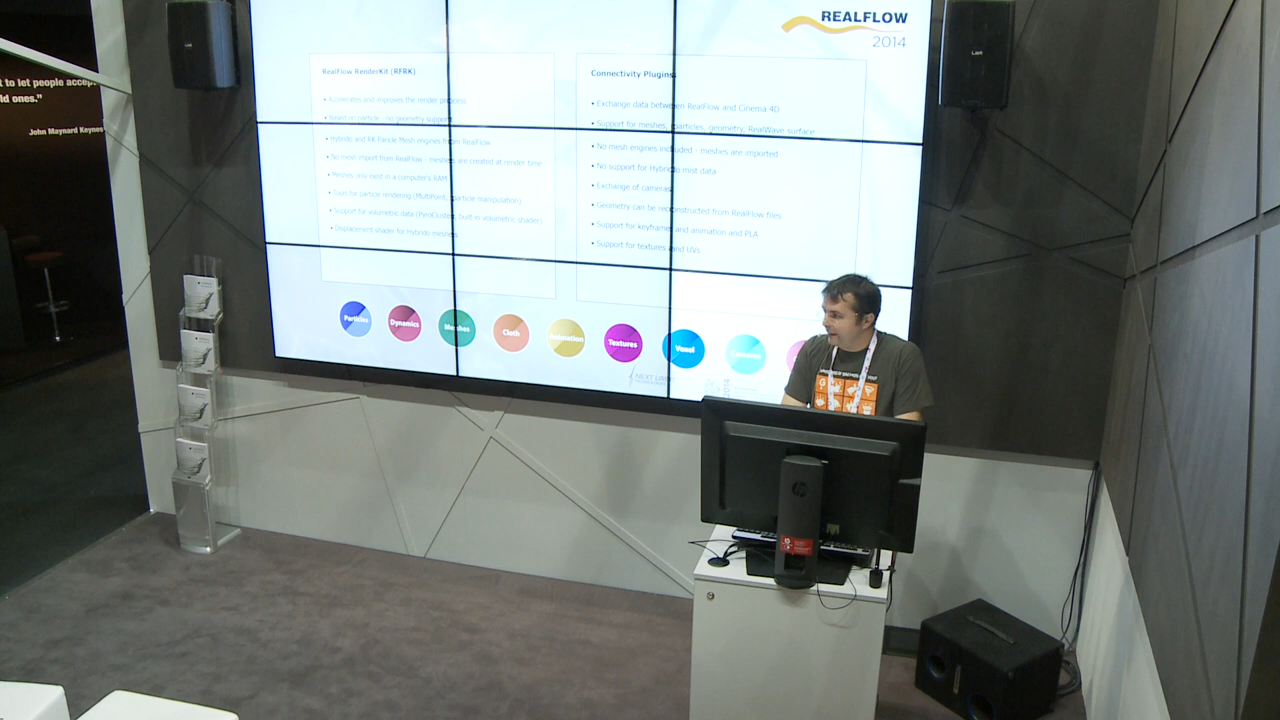 t to let people accep
ld ones."
John Maynard Keynes
REALFLOW
2014
RealFlow RenderKit (RFRK)
• Accelerates and improves the render process
• Based on particle - no geometry support
• Hybrido and RK Particle Mesh engines from RealFlow
• No mesh import from RealFlow - meshes are created at render time
• Meshes only exist in a computer's RAM
• Tools for particle rendering (MultiPoint, particle manipulation)
• Support for volumetric data (PyroCluster, built in volumetric shader)
• Displacement shader for Hybrido meshes
Connectivity Plugins
• Exchange data between RealFlow and Cinema 4D
• Support for meshes, particles, geometry, RealWave surface
• No mesh engines included - meshes are imported
• No support for Hybrido mist data
• Exchange of cameras
• Geometry can be reconstructed from RealFlow files
• Support for keyframe and animation and PLA
• Support for textures and UVs
Particles
Dynamics
Meshes
Cloth
Animation
Textures
Voxel
Cameras
NEXT LIMIT